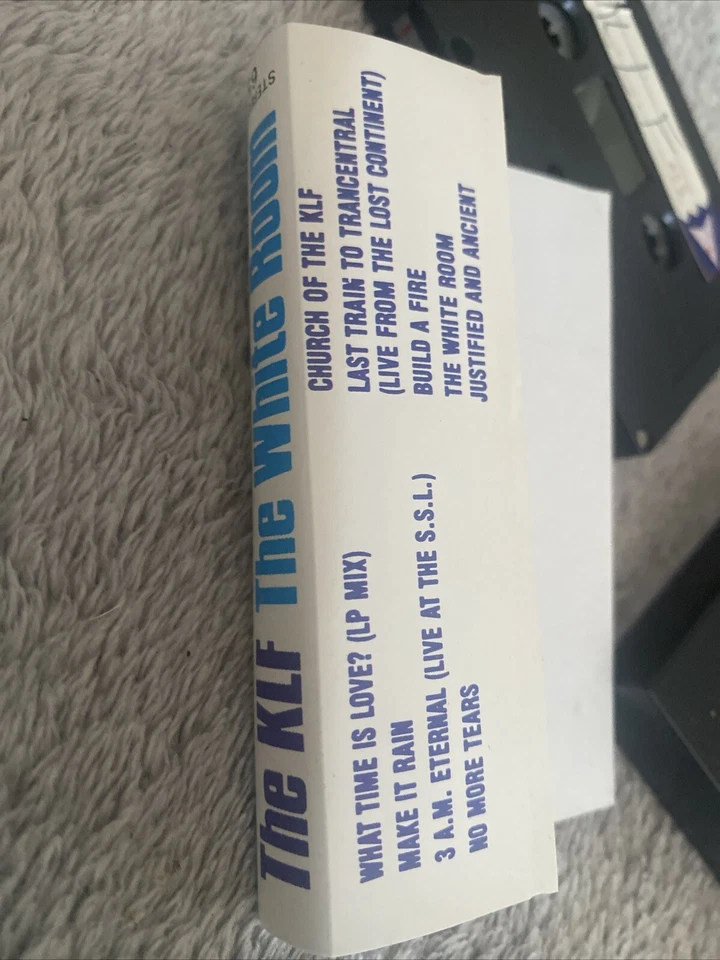 The KLF The White Room
WHAT TIME IS LOVE? (LP MIX)
MAKE IT RAIN
3 A.M. ETERNAL (LIVE AT THE S.S.L.)
NO MORE TEARS
CHURCH OF THE KLF
LAST TRAIN TO TRANCENTRAL
(LIVE FROM THE LOST CONTINENT)
BUILD A FIRE
THE WHITE ROOM
JUSTIFIED AND ANCIENT